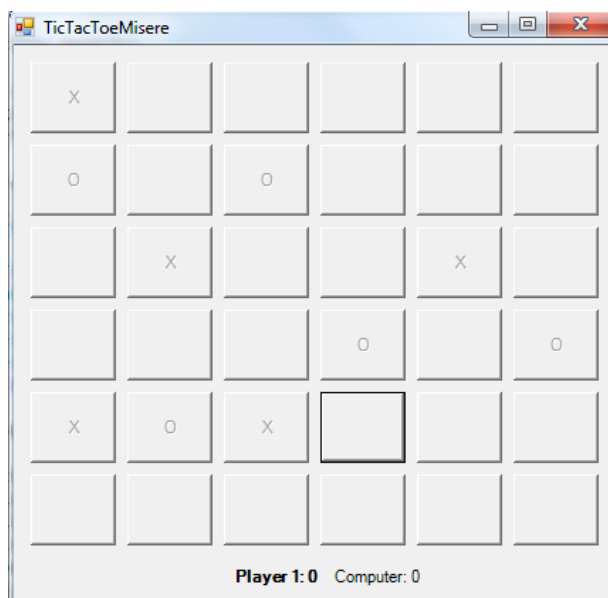 TicTacToeMisere
X
O O
X X
O O
X O X
Player 1: 0 Computer: 0